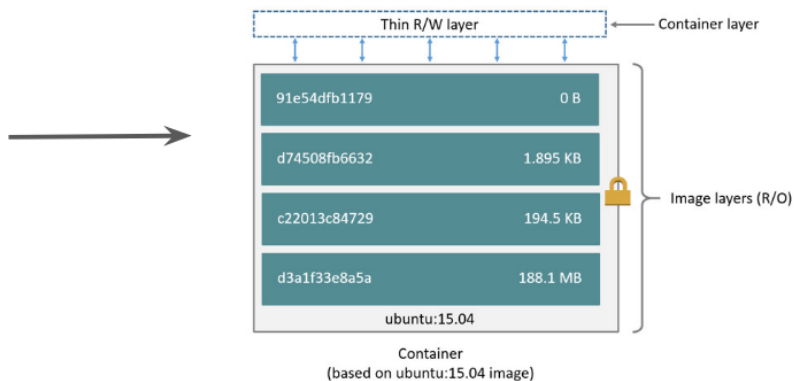 Thin R/W layer
Container layer
91e54dfb1179 0 B
d74508fb6632 1.895 KB
c22013c84729 194.5 KB
d3a1f33e8a5a 188.1 MB
Image layers (R/O)
ubuntu:15.04
Container
(based on ubuntu:15.04 image)